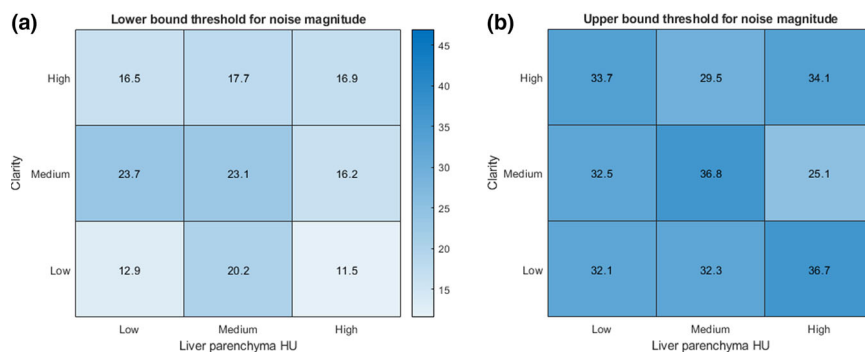 (a)
Lower bound threshold for noise magnitude
High 16.5 17.7 16.9
Medium 23.7 23.1 16.2
Low 12.9 20.2 11.5
Low Medium High
Liver parenchyma HU
Clarity
45
40
35
30
25
20
15
(b)
Upper bound threshold for noise magnitude
High 33.7 29.5 34.1
Medium 32.5 36.8 25.1
Low 32.1 32.3 36.7
Low Medium High
Liver parenchyma HU
Clarity